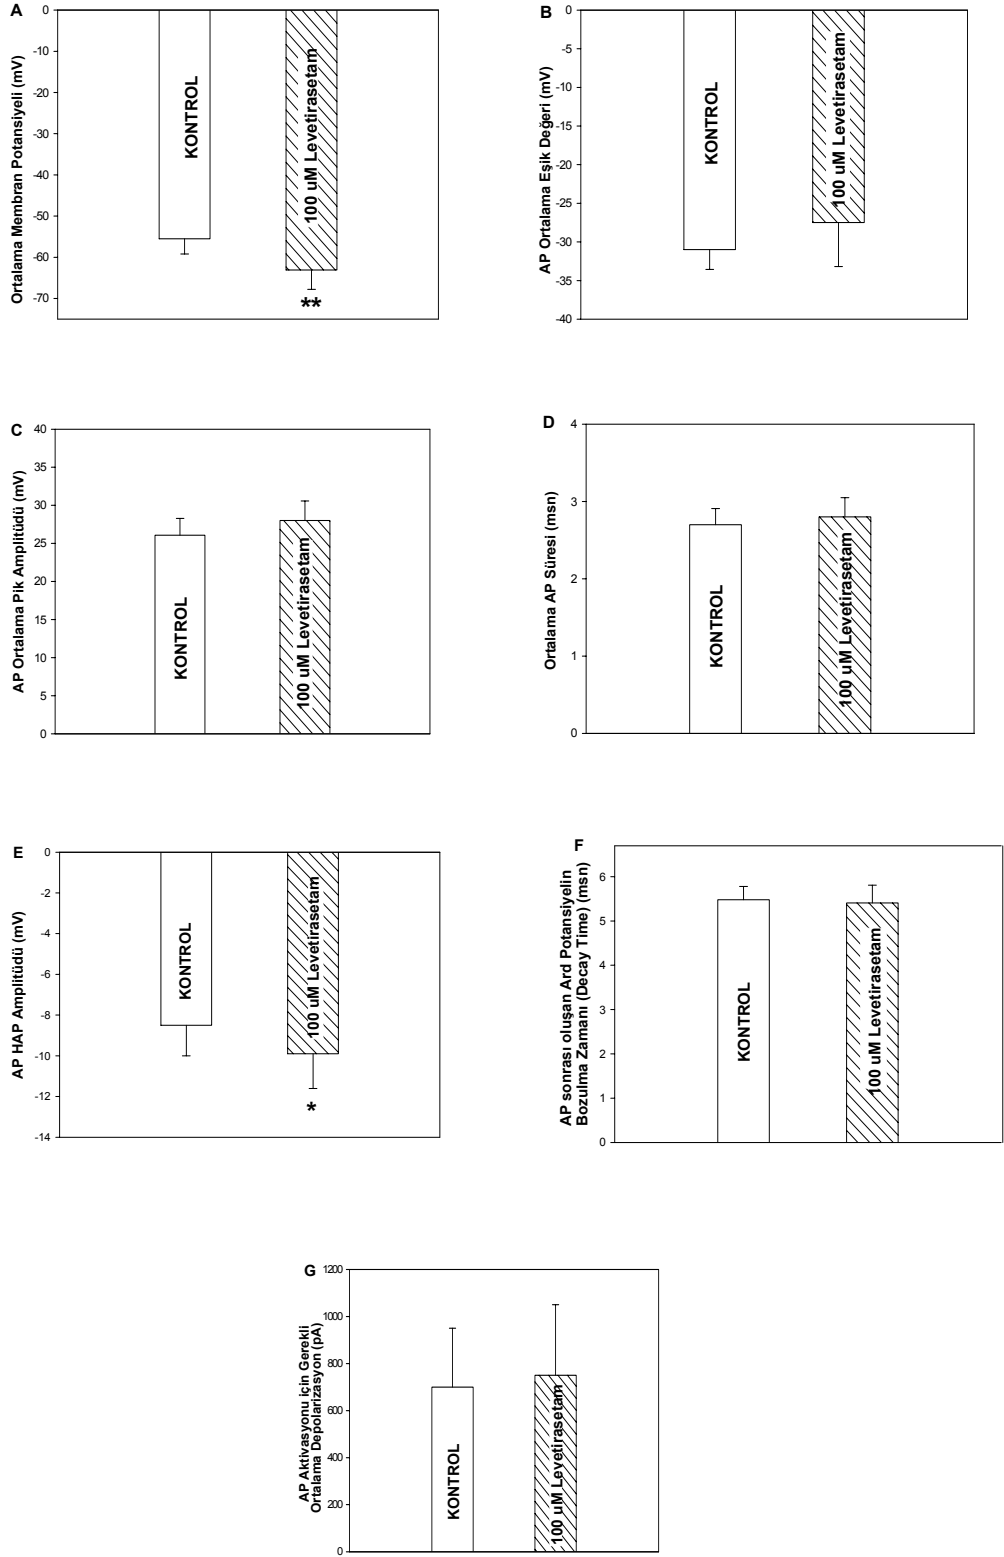 A
Ortalama Membran Potansiyeli (mV)
0
-10
-20
-30
-40
-50
-60
-70
KONTROL
100 uM Levetirasetam
**
B
AP Ortalama Eşik Değeri (mV)
0
-5
-10
-15
-20
-25
-30
-35
-40
KONTROL
100 uM Levetirasetam
C
AP Ortalama Pik Amplitüdü (mV)
40
35
30
25
20
15
10
5
0
KONTROL
100 uM Levetirasetam
D
Ortalama AP Süresi (msn)
4
3
2
1
0
KONTROL
100 uM Levetirasetam
E
AP HAP Amplitüdü (mV)
0
-2
-4
-6
-8
-10
-12
-14
KONTROL
100 uM Levetirasetam
*
F
AP sonrası oluşan Ard Potansiyelin
Bozulma Zamanı (Decay Time) (msn)
6
5
4
3
2
1
0
KONTROL
100 uM Levetirasetam
G
AP Aktivasyonu için Gerekli
Ortalama Depolarizasyon (pA)
1200
1000
800
600
400
200
0
KONTROL
100 uM Levetirasetam